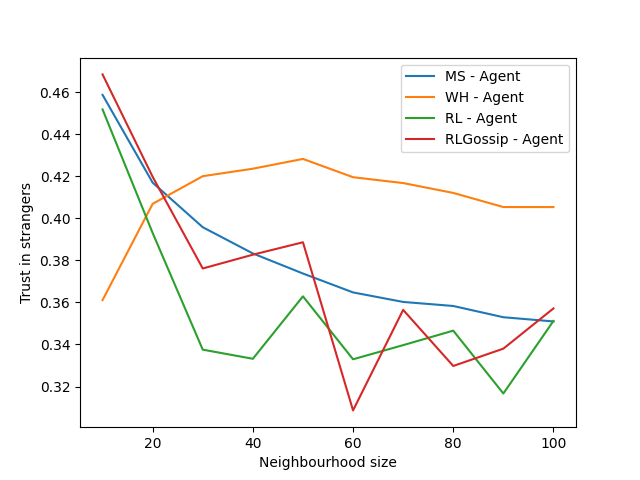 MS - Agent
WH - Agent
RL - Agent
RLGossip - Agent
0.46
0.44
0.42
0.40
0.38
0.36
0.34
0.32
Trust in strangers
20 40 60 80 100
Neighbourhood size